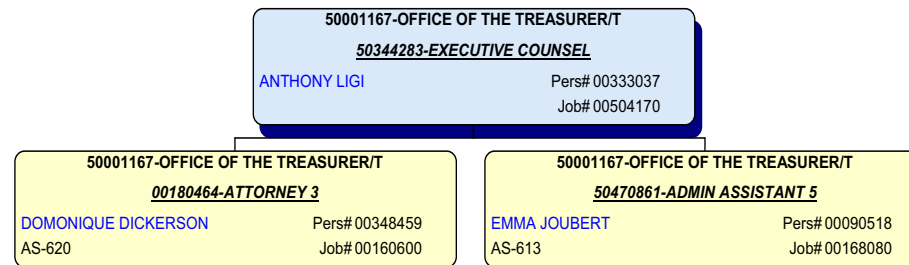 50001167-OFFICE OF THE TREASURER/T
50344283-EXECUTIVE COUNSEL
ANTHONY LIGI Pers# 00333037
Job# 00504170
50001167-OFFICE OF THE TREASURER/T
00180464-ATTORNEY 3
DOMONIQUE DICKERSON Pers# 00348459
AS-620 Job# 00160600
50001167-OFFICE OF THE TREASURER/T
50470861-ADMIN ASSISTANT 5
EMMA JOUBERT Pers# 00090518
AS-613 Job# 00168080